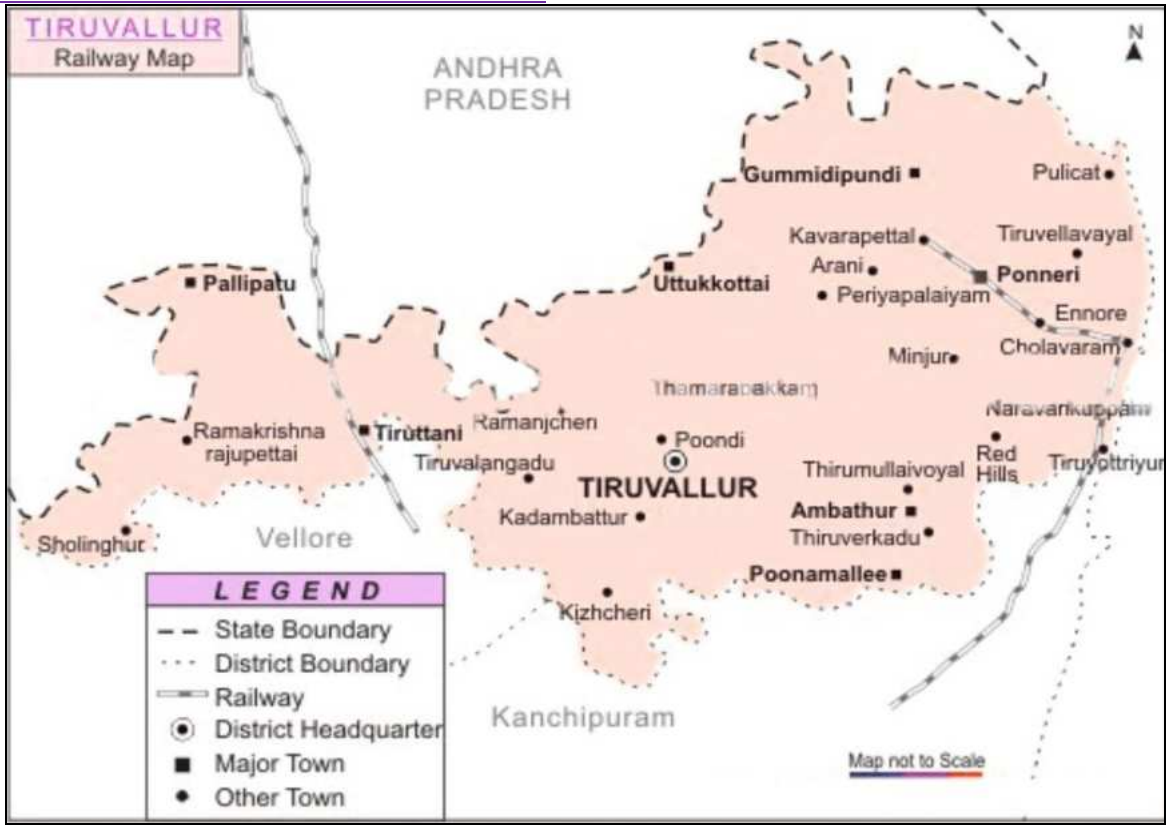 TIRUVALLUR
Railway Map
N
ANDHRA
PRADESH
Gummidipundi
Pulicat
Kavarapettal
Tiruvellavayal
Arani
Ponneri
Pallipatu
Uttukkottai
Periyapalaiyam
Ennore
Cholavaram
Minjur
Thamarapakkam
Naravarikuppam
Ramanjcheri
Ramakrishna
rajupettai
Tiruttani
Poondi
Red
Hills
Tiruvottriyur
Tiruvalangadu
Thirumullaivoyal
TIRUVALLUR
Kadambattur
Ambathur
Thiruverkadu
Sholinghur
Vellore
Poonamallee
Kizhcheri
LEGEND
State Boundary
District Boundary
Railway
District Headquarter
Major Town
Other Town
Kanchipuram
Map not to Scale